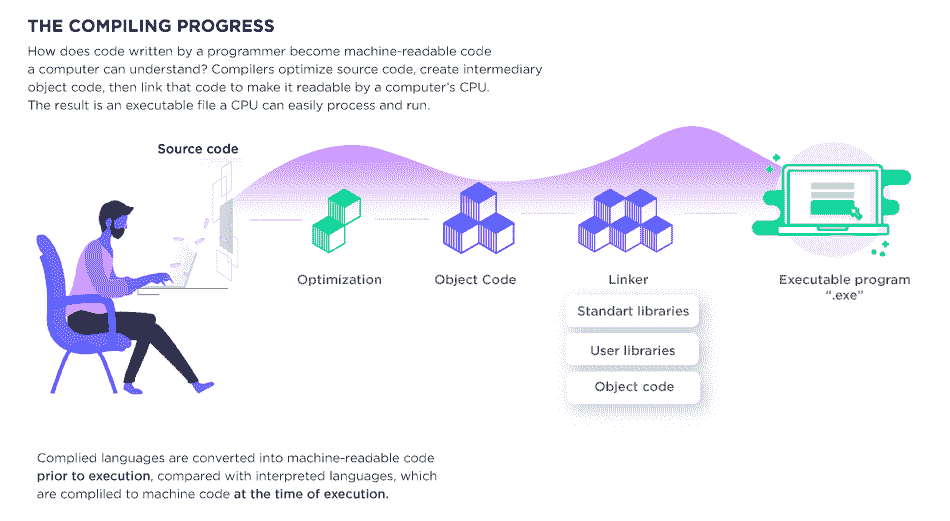 THE COMPILING PROGRESS
How does code written by a programmer become machine-readable code
a computer can understand? Compilers optimize source code, create intermediary
object code, then link that code to make it readable by a computer's CPU.
The result is an executable file a CPU can easily process and run.
Source code
Optimization
Object Code
Linker
Executable program
“.exe”
Standart libraries
User libraries
Object code
Complied languages are converted into machine-readable code
prior to execution, compared with interpreted languages, which
are compliled to machine code at the time of execution.